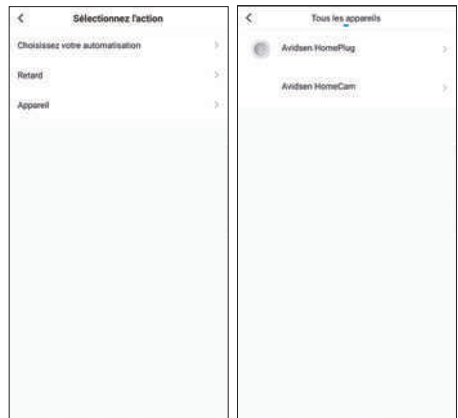 Sélectionnez l'action
Choisissez votre automatisation
Retard
Appareil
Tous les appareils
Avidsen HomePlug
Avidsen HomeCam